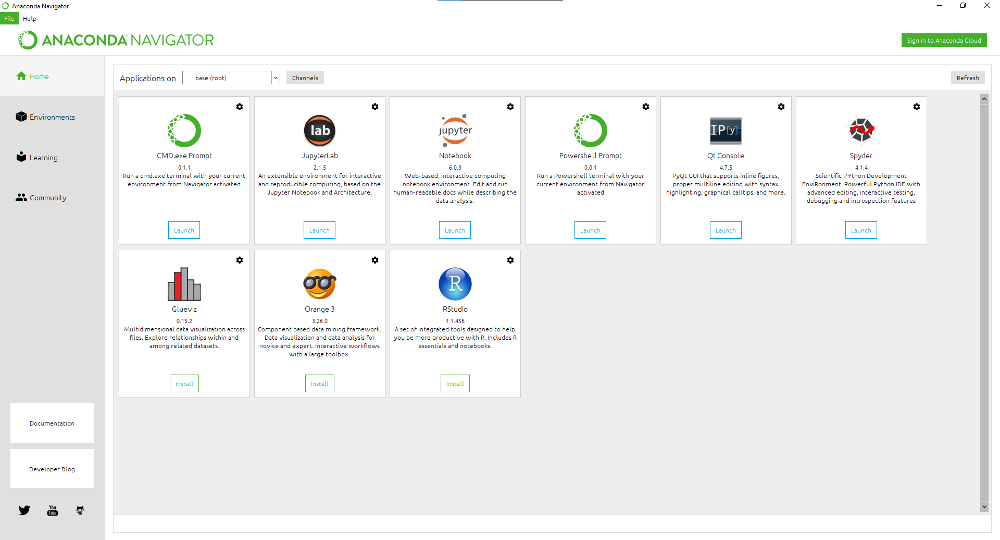 Anaconda Navigator
File Help
ANACONDA NAVIGATOR
Sign in to Anaconda Cloud
Home
Environments
Learning
Community
Documentation
Developer Blog
You
Tube
Applications on base (root) Channels Refresh
CMD.exe Prompt
0.1.1
Run a cmd.exe terminal with your current
environment from Navigator activated
Launch
lab
JupyterLab
2.1.5
An extensible environment for interactive
and reproducible computing, based on the
Jupyter Notebook and Architecture.
Launch
jupyter
Notebook
6.0.3
Web-based, interactive computing
notebook environment. Edit and run
human-readable docs while describing the
data analysis.
Launch
Powershell Prompt
0.0.1
Run a Powershell terminal with your
current environment from Navigator
activated
Launch
IP[y]:
Qt Console
4.7.5
PyQt GUI that supports inline figures,
proper multiline editing with syntax
highlighting, graphical calltips, and more.
Launch
Spyder
4.1.4
Scientific PYthon Development
EnviRonment. Powerful Python IDE with
advanced editing, interactive testing,
debugging and introspection features
Launch
Glueviz
0.15.2
Multidimensional data visualization across
files. Explore relationships within and
among related datasets.
Install
Orange 3
3.26.0
Component based data mining framework.
Data visualization and data analysis for
novice and expert. Interactive workflows
with a large toolbox.
Install
R
RStudio
1.1.456
A set of integrated tools designed to help
you be more productive with R. Includes R
essentials and notebooks.
Install